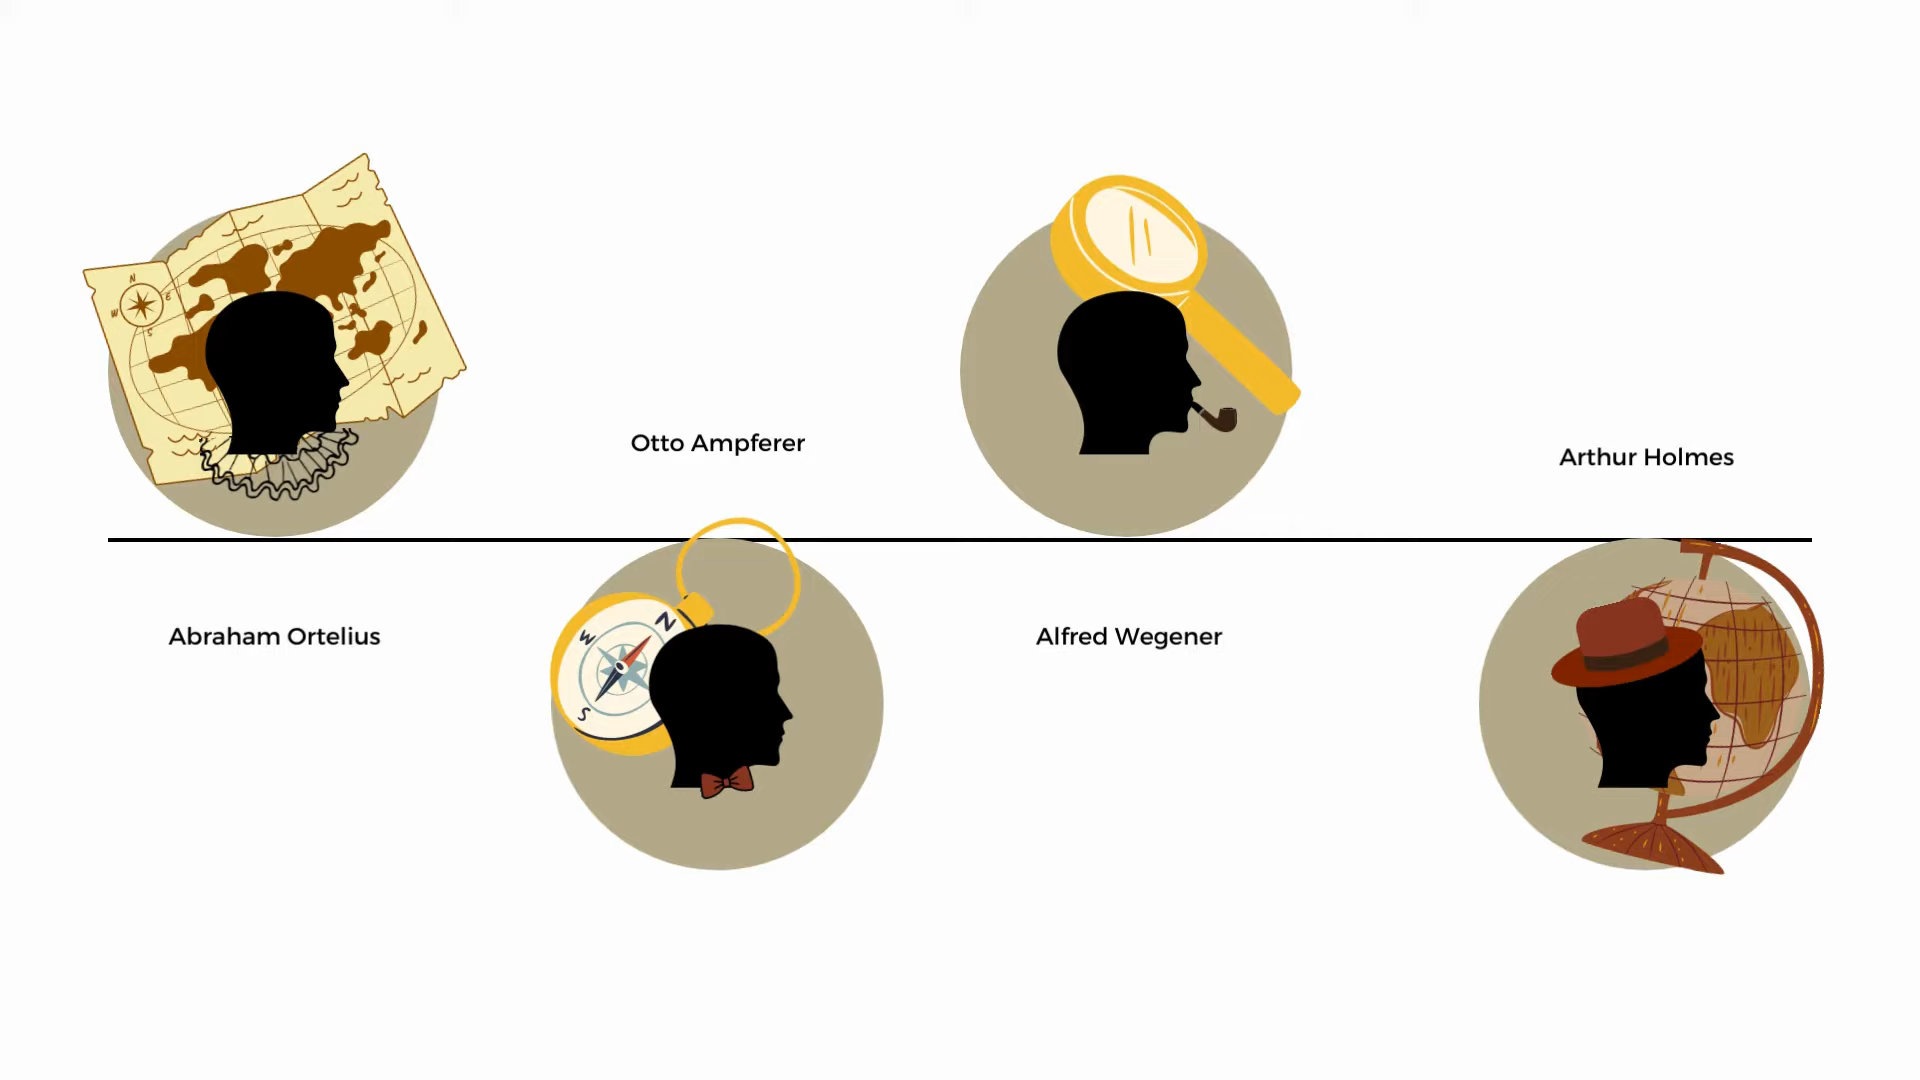 N
W
E
S
Otto Ampferer
Arthur Holmes
Abraham Ortelius
Alfred Wegener
W
N
S